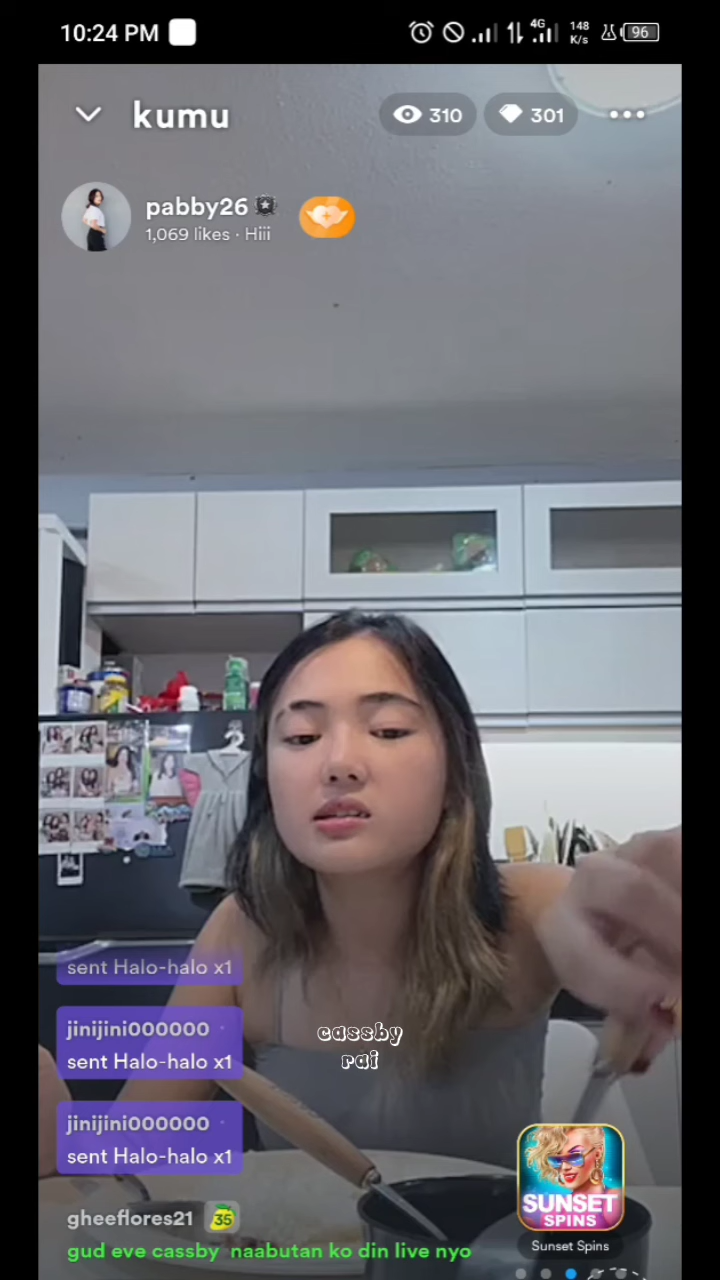 10:24 PM
4G
148
K/s
96
kumu
310
301
pabby26
1,069 likes · Hiii
sent Halo-halo x1
jinijini000000
sent Halo-halo x1
jinijini000000
sent Halo-halo x1
cassby
rai
SUNSET
SPINS
Sunset Spins
gheeflores21 35
gud eve cassby naabutan ko din live nyo